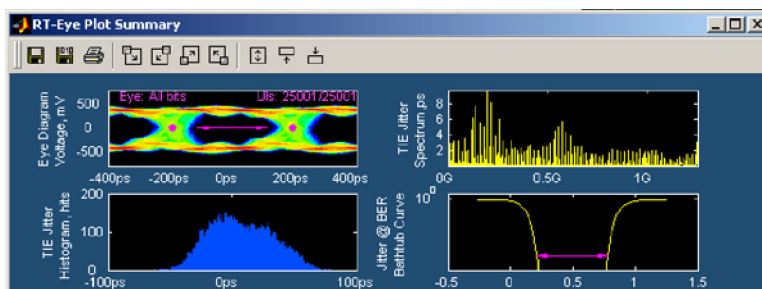 RT-Eye Plot Summary
Eye: All bits
UIs: 25001/25001
Eye Diagram
Voltage, mV
500
0
-500
-400ps
-200ps
0ps
200ps
400ps
TIE Jitter
Spectrum,ps
8
6
4
2
0G
0.5G
1G
TIE Jitter
Histogram, hits
200
100
0
-100ps
0ps
100ps
Jitter @ BER
Bathtub Curve
10^0
-0.5
0
0.5
1
1.5